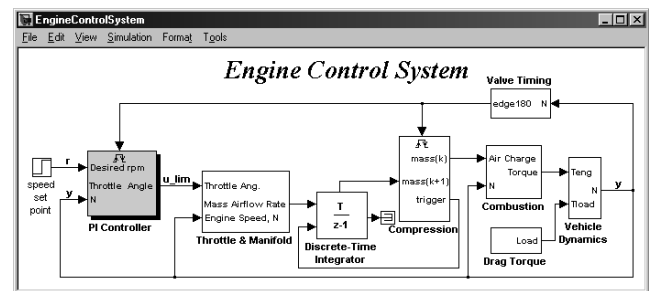 EngineControlSystem
File Edit View Simulation Format Tools
Engine Control System
Valve Timing
edge180 N
r
Desired rpm
Throttle Angle
N
PI Controller
speed
set
point
y
u_lim
Throttle Ang.
Mass Airflow Rate
Engine Speed, N
Throttle & Manifold
T
z-1
Discrete-Time
Integrator
mass(k)
mass(k+1)
trigger
Compression
Air Charge
Torque
N
Combustion
Teng
N
Tload
Vehicle
Dynamics
y
Load
Drag Torque